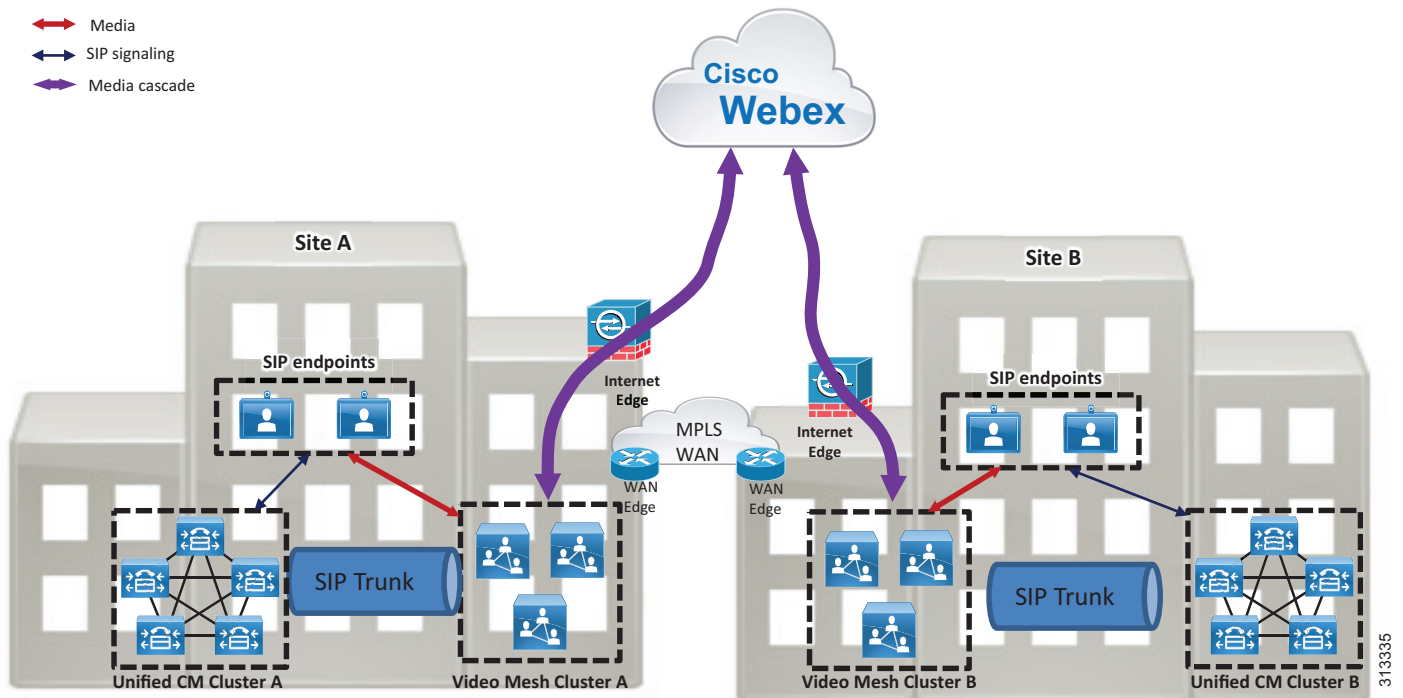 Media
SIP signaling
Media cascade
Cisco
Webex
Site A
Site B
SIP endpoints
SIP endpoints
Internet
Edge
Internet
Edge
MPLS
WAN
WAN
Edge
WAN
Edge
SIP Trunk
SIP Trunk
Unified CM Cluster A
Video Mesh Cluster A
Video Mesh Cluster B
Unified CM Cluster B
313335